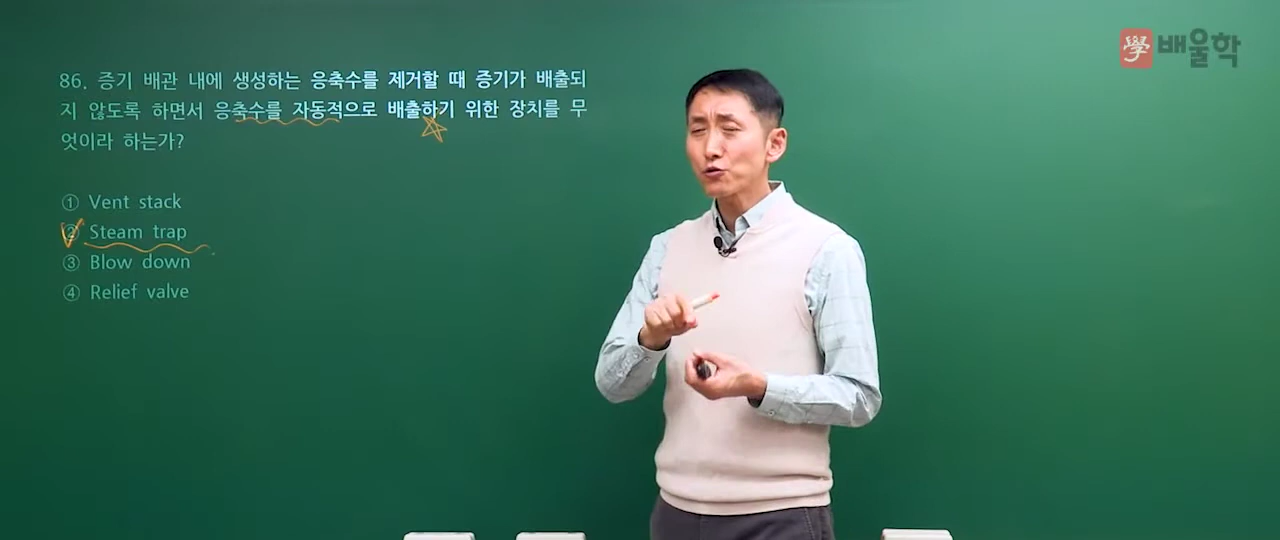 學 배울학
86. 증기 배관 내에 생성하는 응축수를 제거할 때 증기가 배출되
지 않도록 하면서 응축수를 자동적으로 배출하기 위한 장치를 무
엇이라 하는가?
① Vent stack
② Steam trap
③ Blow down
④ Relief valve